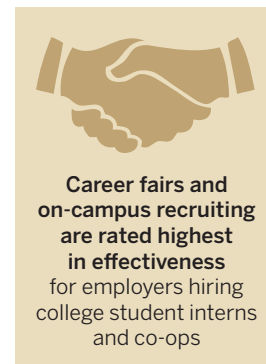 Career fairs and
on-campus recruiting
are rated highest
in effectiveness
for employers hiring
college student interns
and co-ops